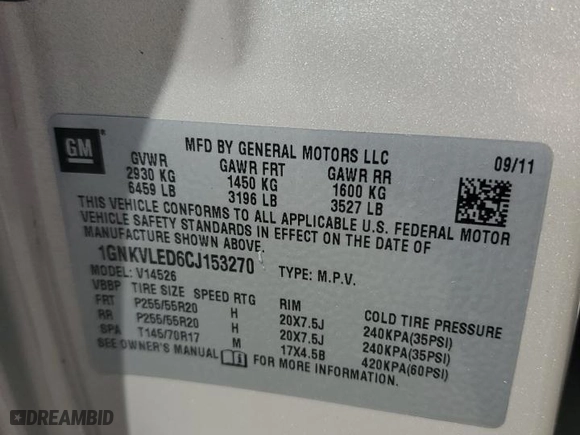 GM
MFD BY GENERAL MOTORS LLC
09/11
GVWR GAWR FRT GAWR RR
2930 KG 1450 KG 1600 KG
6459 LB 3196 LB 3527 LB
THIS VEHICLE CONFORMS TO ALL APPLICABLE U.S. FEDERAL MOTOR
VEHICLE SAFETY STANDARDS IN EFFECT ON THE DATE OF
MANUFACTURE SHOWN ABOVE.
1GNKVLED6CJ153270 TYPE: M.P.V.
MODEL: V14526
VBBP TIRE SIZE SPEED RTG RIM COLD TIRE PRESSURE
FRT P255/55R20 H 20X7.5J 240KPA(35PSI)
RR P255/55R20 H 20X7.5J 240KPA(35PSI)
SPA T145/70R17 M 17X4.5B 420KPA(60PSI)
SEE OWNER'S MANUAL FOR MORE INFORMATION.
DREAMBID